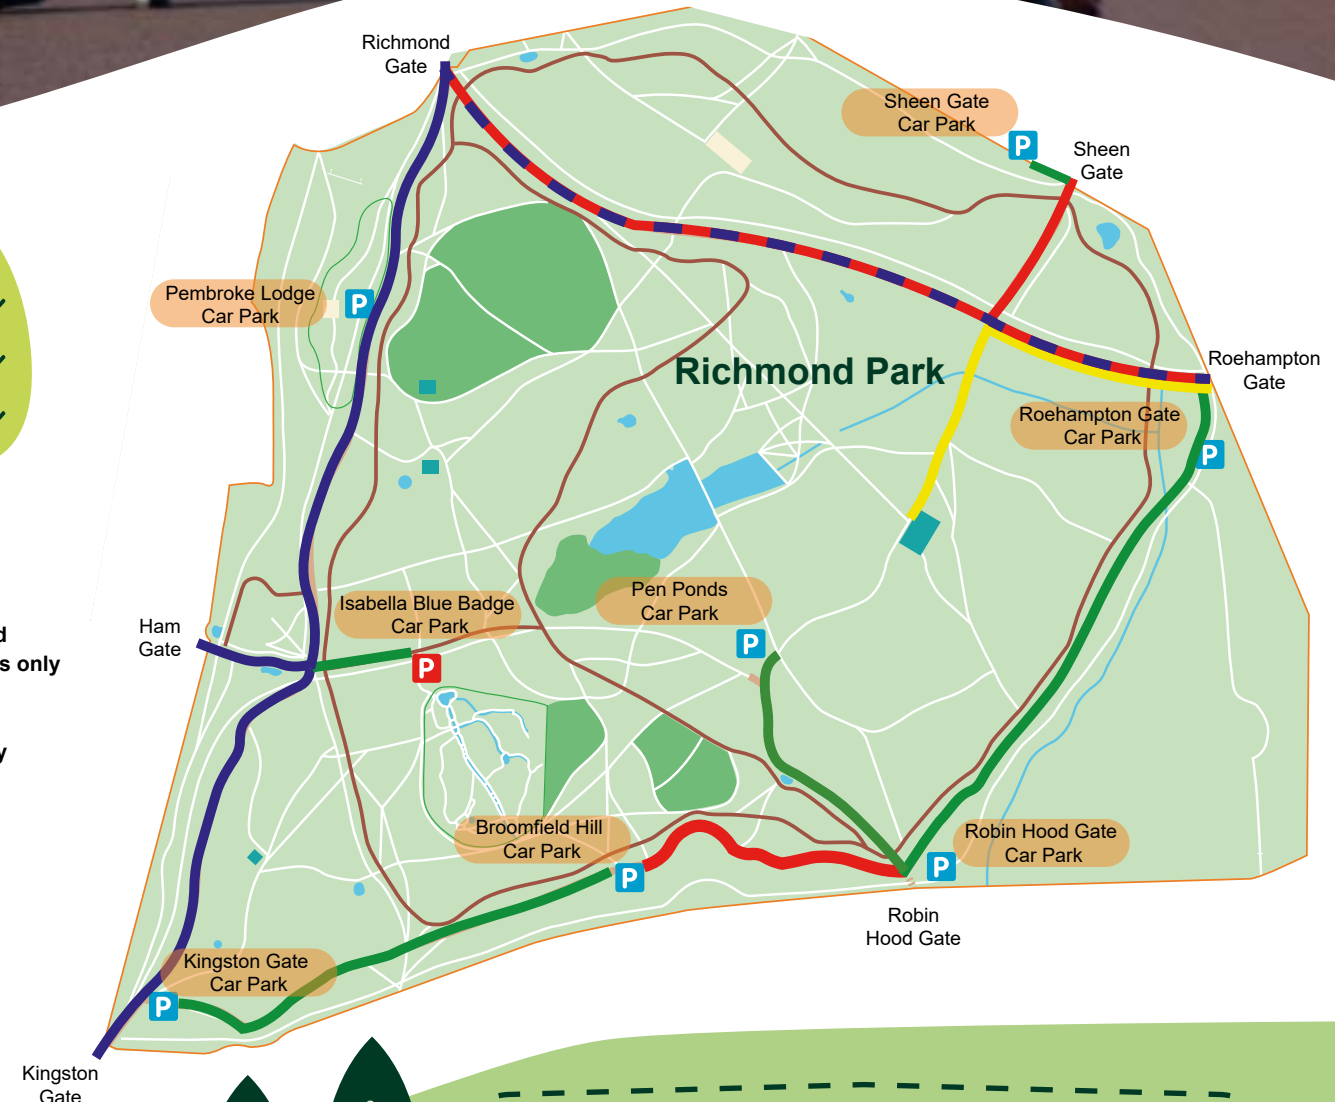 Richmond
Gate
Sheen Gate
Car Park
P
Sheen
Gate
Pembroke Lodge
Car Park
P
Richmond Park
Roehampton
Gate
Roehampton Gate
Car Park
P
Pen Ponds
Car Park
P
Isabella Blue Badge
Car Park
P
Ham
Gate
d
s only
y
Broomfield Hill
Car Park
P
Robin Hood Gate
Car Park
P
Robin
Hood Gate
Kingston Gate
Car Park
P
Kingston
Gate